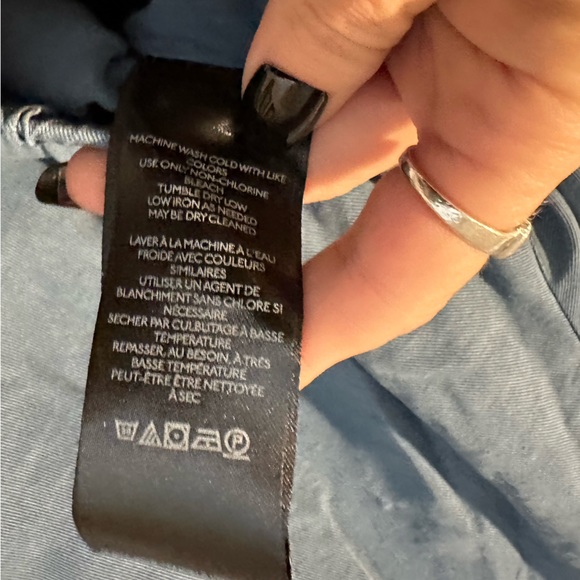 MACHINE WASH COLD WITH LIKE
COLORS
USE ONLY NON-CHLORINE
BLEACH
TUMBLE DRY LOW
LOW IRON AS NEEDED
MAY BE DRY CLEANED
LAVER À LA MACHINE À L'EAU
FROIDE AVEC COULEURS
SIMILAIRES
UTILISER UN AGENT DE
BLANCHIMENT SANS CHLORE SI
NÉCESSAIRE
SECHER PAR CULBUTAGE À BASSE
TEMPÉRATURE
REPASSER, AU BESOIN, À TRÈS
BASSE TEMPÉRATURE
PEUT-ÊTRE ÊTRE NETTOYÉE
À SEC
P